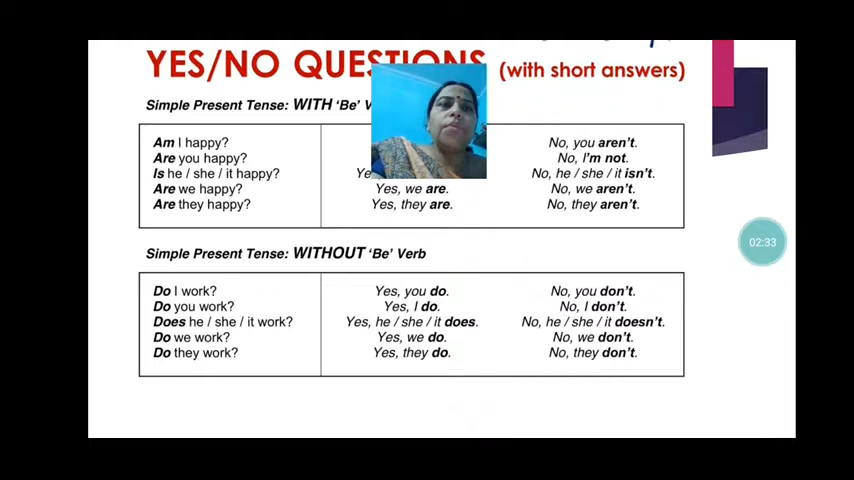 YES/NO QUESTIONS (with short answers)
Simple Present Tense: WITH 'Be' V
Am I happy? No, you aren't.
Are you happy? No, I'm not.
Is he / she / it happy? Ye No, he / she / it isn't.
Are we happy? Yes, we are. No, we aren't.
Are they happy? Yes, they are. No, they aren't.
02:33
Simple Present Tense: WITHOUT 'Be' Verb
Do I work? Yes, you do. No, you don't.
Do you work? Yes, I do. No, I don't.
Does he / she / it work? Yes, he / she / it does. No, he / she / it doesn't.
Do we work? Yes, we do. No, we don't.
Do they work? Yes, they do. No, they don't.